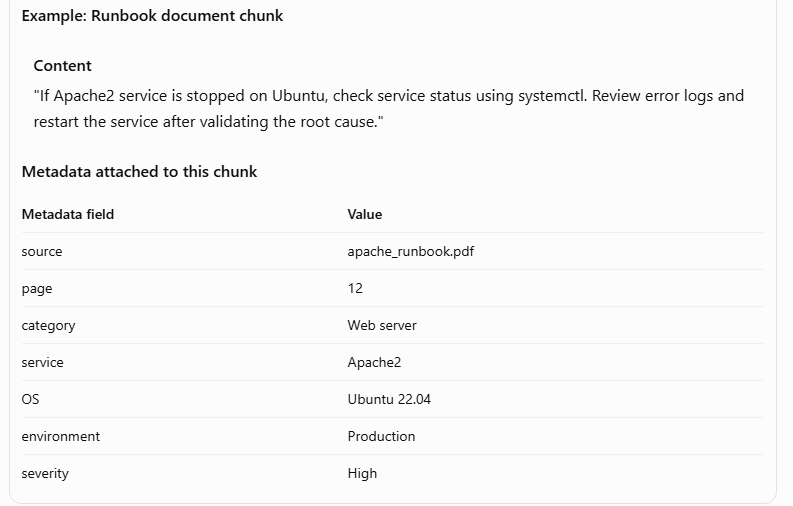 Example: Runbook document chunk
Content
"If Apache2 service is stopped on Ubuntu, check service status using systemctl. Review error logs and
restart the service after validating the root cause."
Metadata attached to this chunk
Metadata field Value
source apache_runbook.pdf
page 12
category Web server
service Apache2
OS Ubuntu 22.04
environment Production
severity High